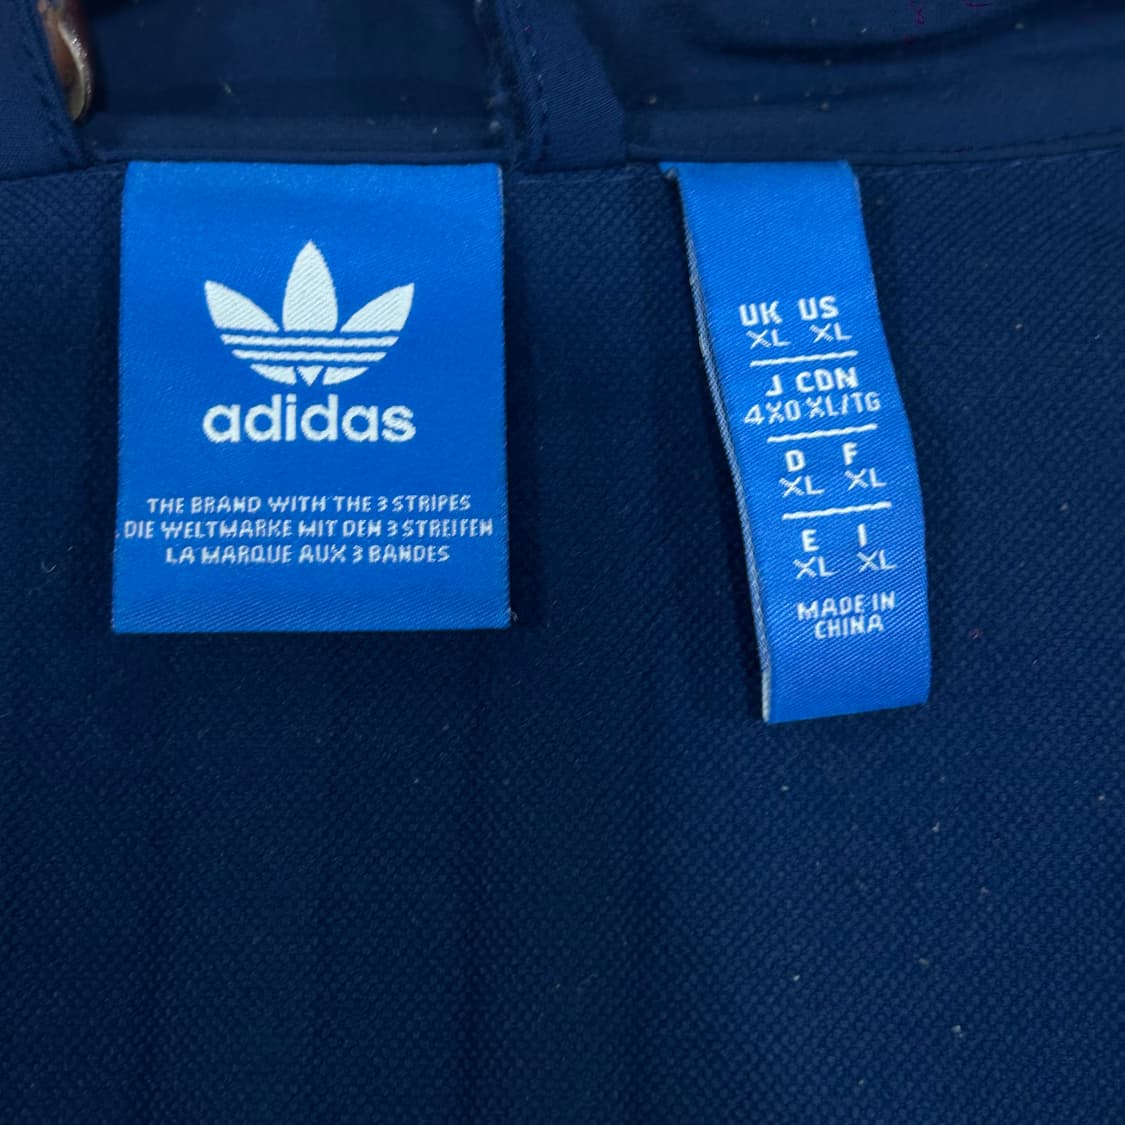 adidas
THE BRAND WITH THE 3 STRIPES
DIE WELTMARKE MIT DEN 3 STREIFEN
LA MARQUE AUX 3 BANDES
UK US
XL XL
J CDN
4XO XL/TG
D F
XL XL
E I
XL XL
MADE IN
CHINA